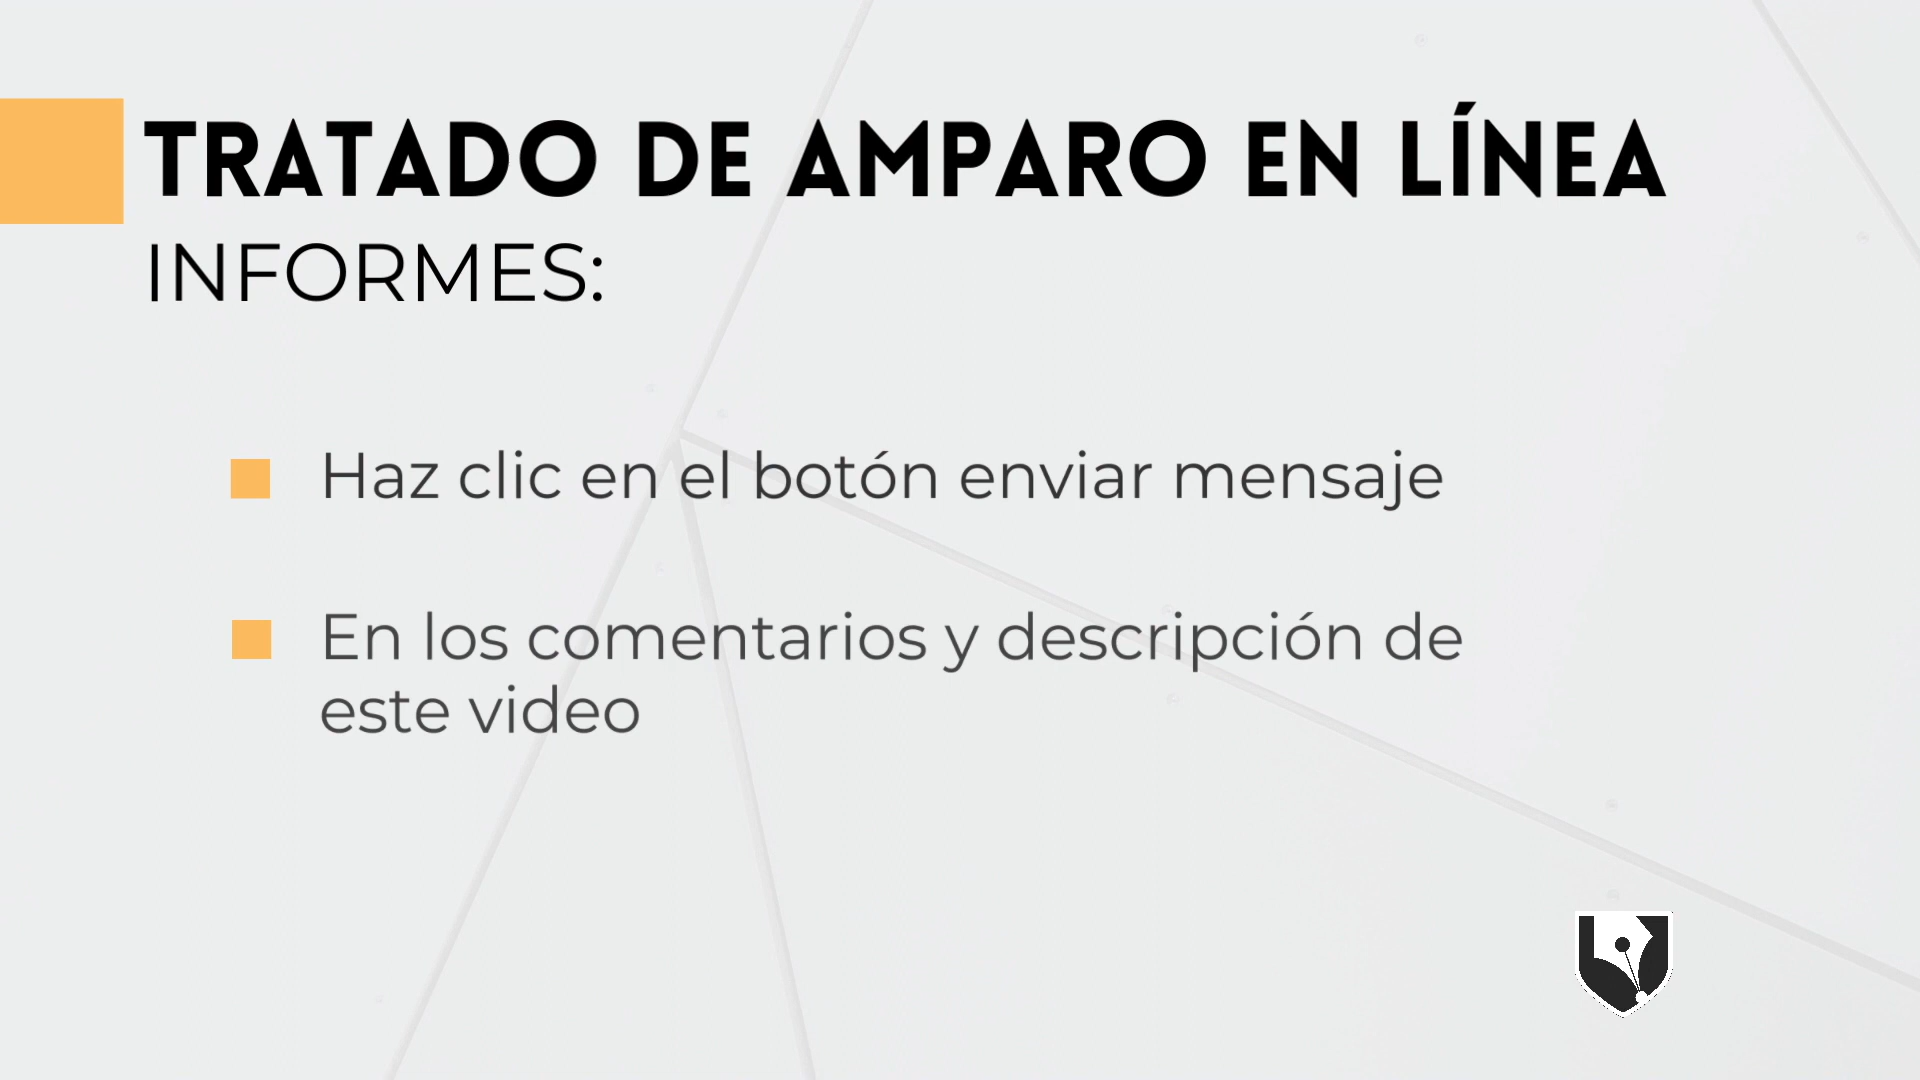 TRATADO DE AMPARO EN LÍNEA
INFORMES:
Haz clic en el botón enviar mensaje
En los comentarios y descripción de
este video